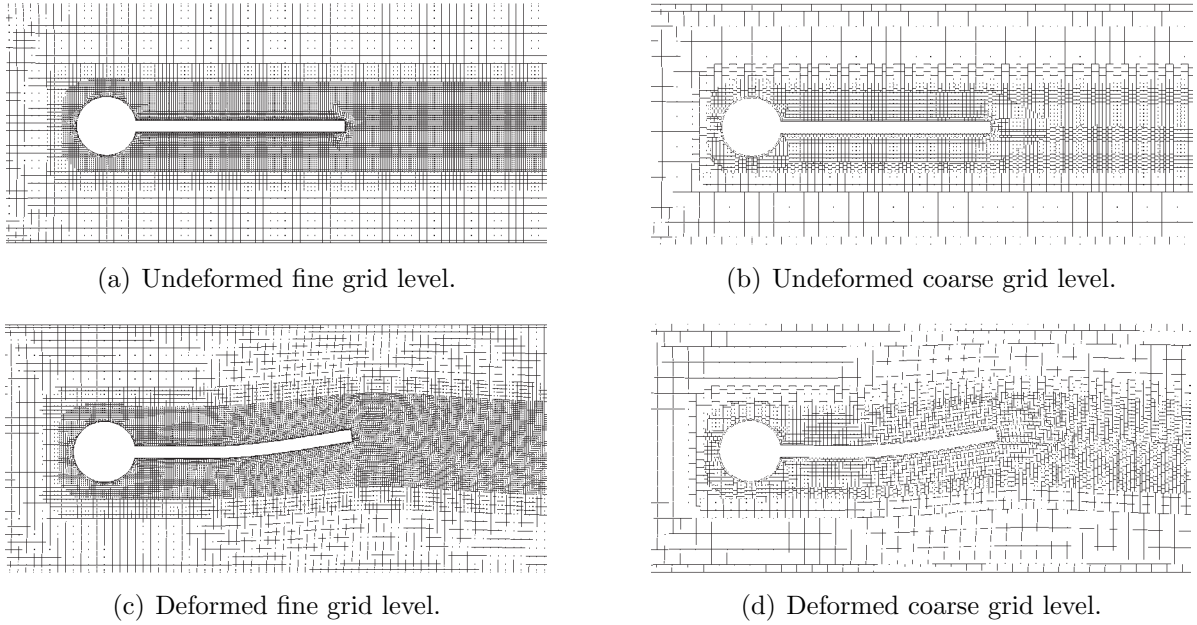 (a) Undeformed fine grid level.
(b) Undeformed coarse grid level.
(c) Deformed fine grid level.
(d) Deformed coarse grid level.